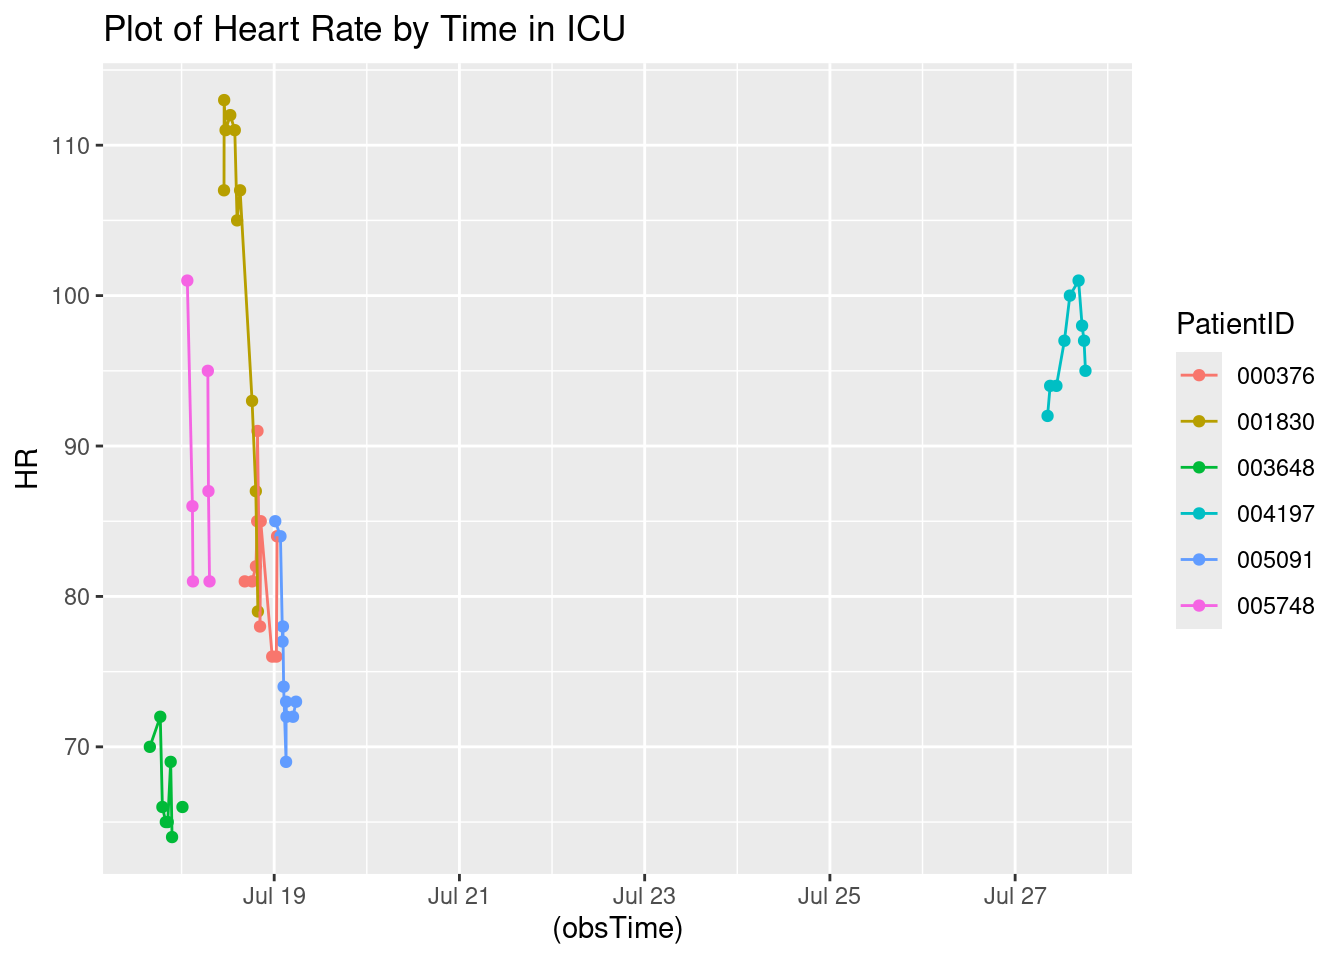 Plot of Heart Rate by Time in ICU
110
100
90
80
70
HR
Jul 19 Jul 21 Jul 23 Jul 25 Jul 27
(obsTime)
PatientID
000376
001830
003648
004197
005091
005748